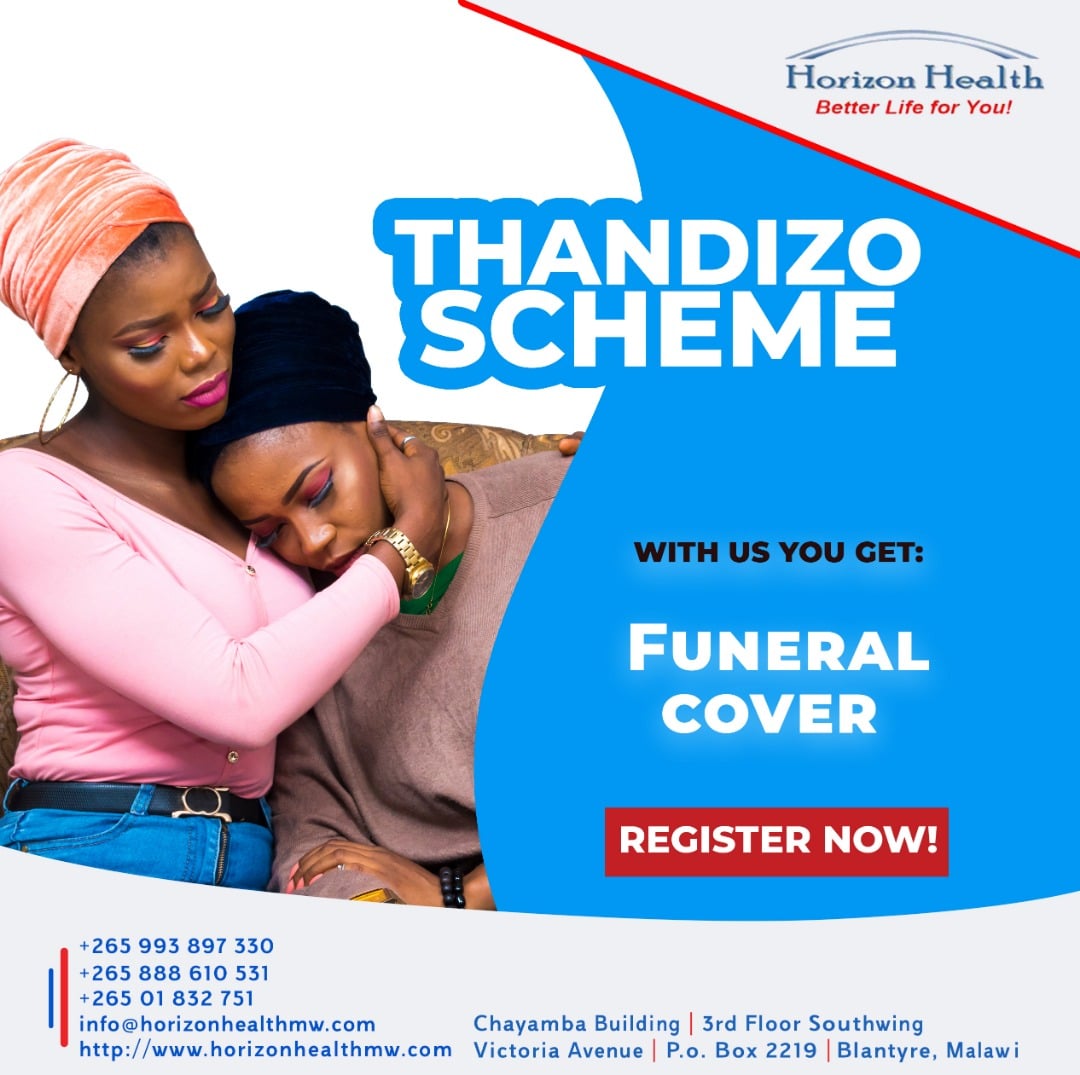 Horizon Health
Better Life for You!
THANDIZO
SCHEME
WITH US YOU GET:
FUNERAL
COVER
REGISTER NOW!
+265 993 897 330
+265 888 610 531
+265 01 832 751
info@horizonhealthmw.com
http://www.horizonhealthmw.com
Chayamba Building | 3rd Floor Southwing
Victoria Avenue | P.o. Box 2219 | Blantyre, Malawi